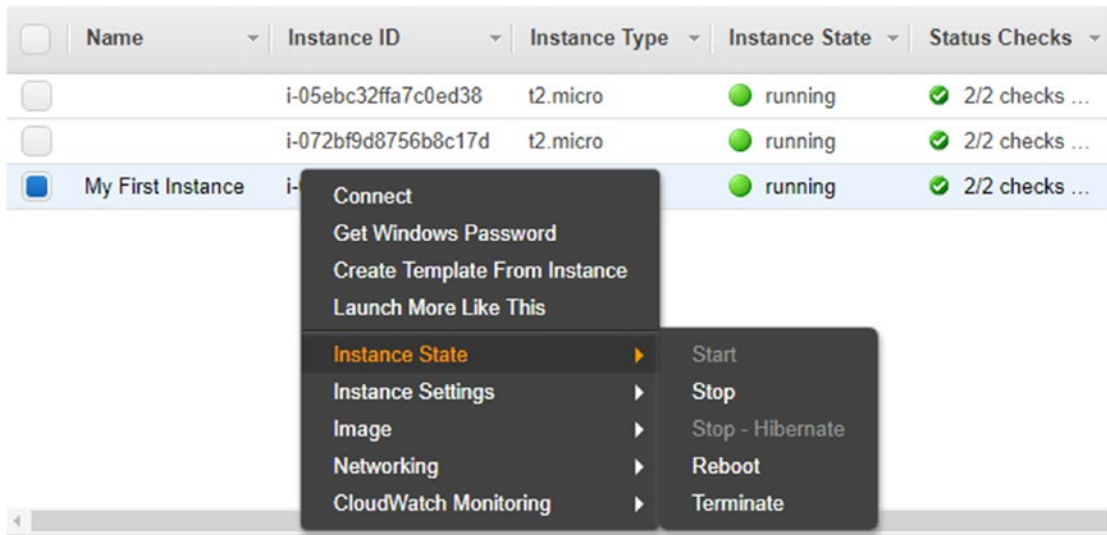 Name Instance ID Instance Type Instance State Status Checks
i-05ebc32ffa7c0ed38 t2.micro running 2/2 checks ...
i-072bf9d8756b8c17d t2.micro running 2/2 checks ...
My First Instance i- running 2/2 checks ...
Connect
Get Windows Password
Create Template From Instance
Launch More Like This
Instance State
Instance Settings
Image
Networking
CloudWatch Monitoring
Start
Stop
Stop - Hibernate
Reboot
Terminate